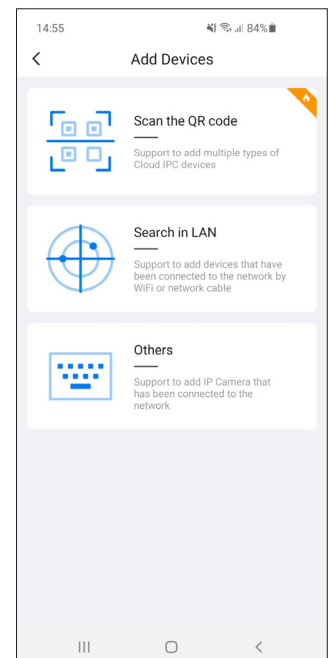 14:55
84%
Add Devices
Scan the QR code
Support to add multiple types of
Cloud IPC devices
Search in LAN
Support to add devices that have
been connected to the network by
WiFi or network cable
Others
Support to add IP Camera that
has been connected to the
network